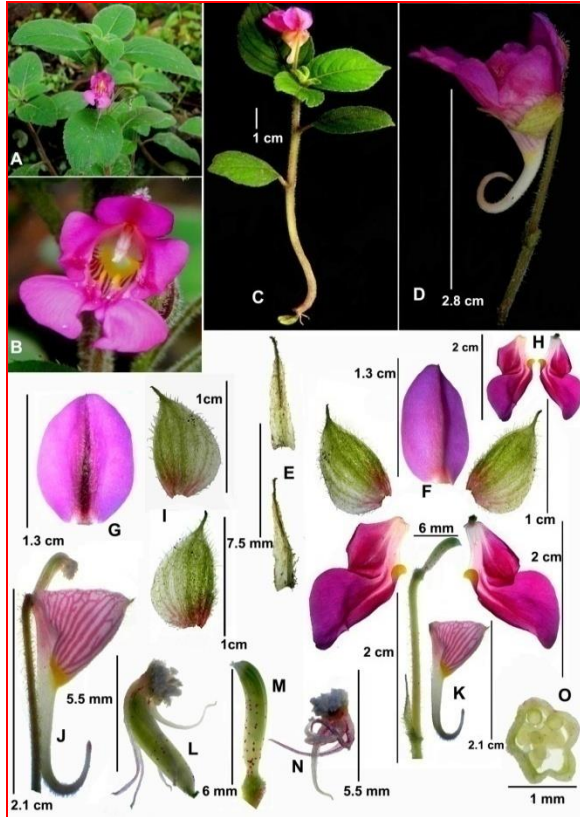 A
B
1 cm
C
2.8 cm
D
1.3 cm
G
1cm
I
1cm
E
7.5 mm
1.3 cm
F
2 cm
H
1 cm
6 mm
2 cm
2 cm
K
2.1 cm
J
2.1 cm
5.5 mm
L
M
6 mm
N
5.5 mm
O
1 mm